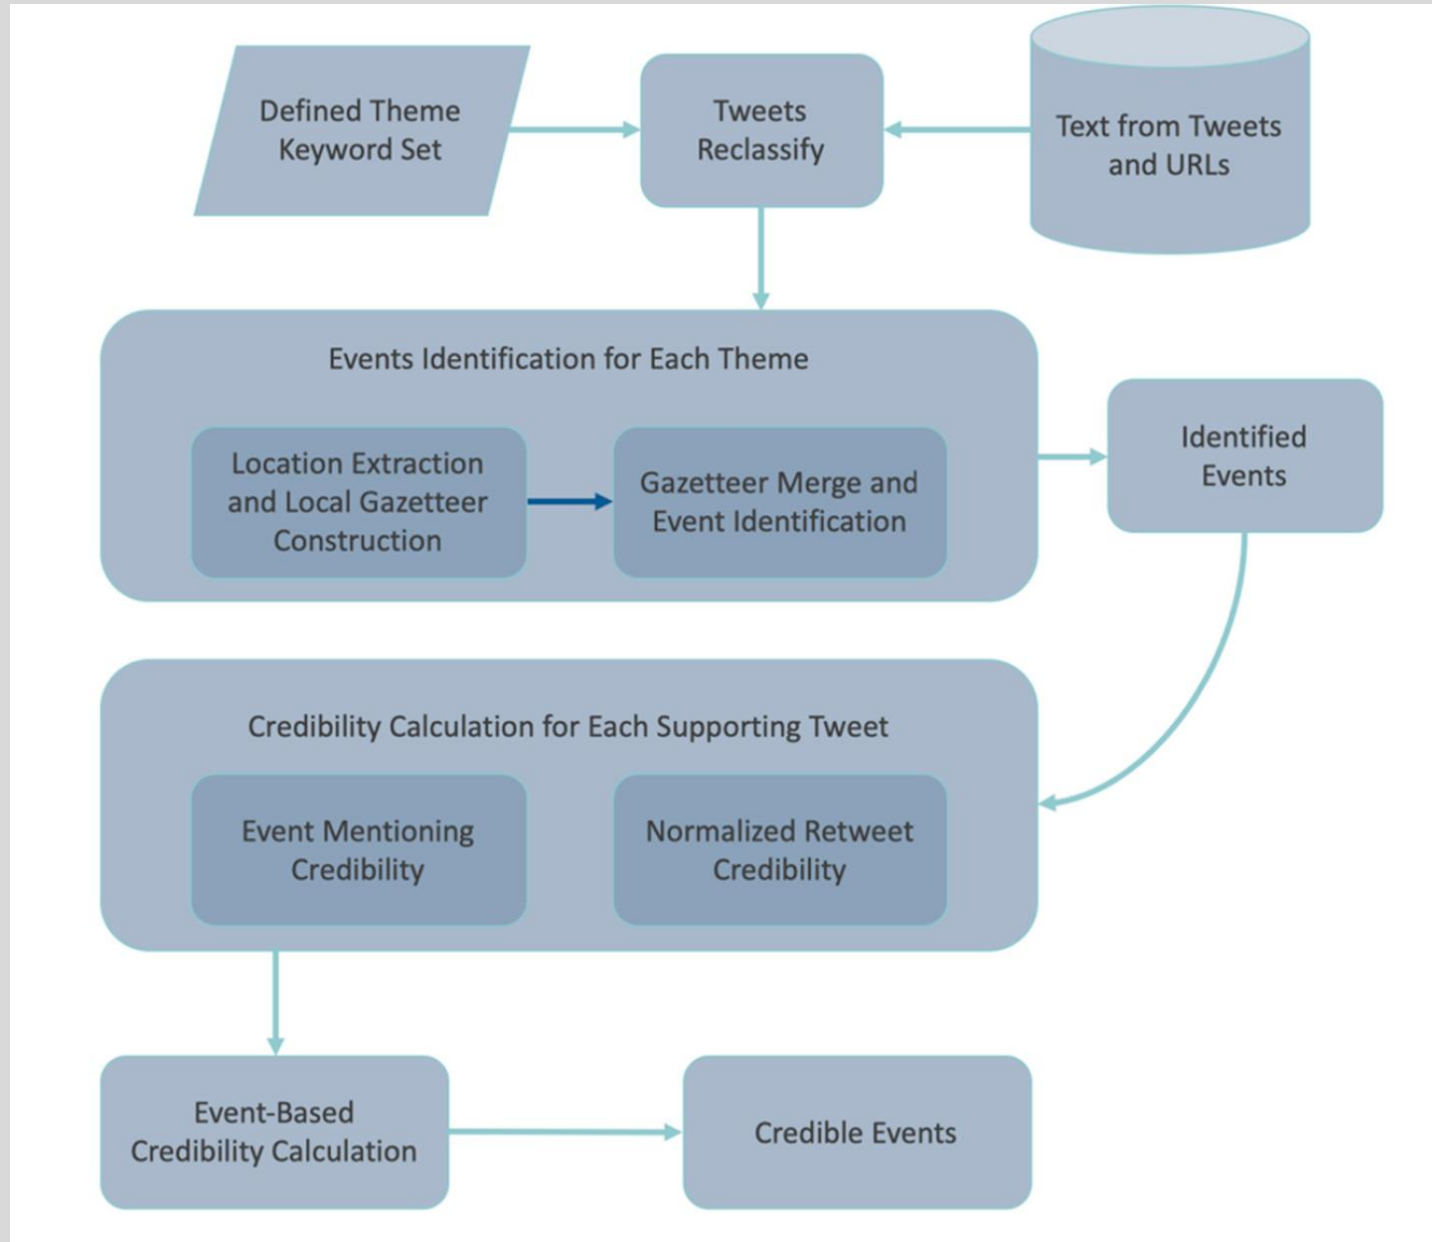 Defined Theme
Keyword Set
Tweets
Reclassify
Text from Tweets
and URLs
Events Identification for Each Theme
Location Extraction
and Local Gazetteer
Construction
Gazetteer Merge and
Event Identification
Identified
Events
Credibility Calculation for Each Supporting Tweet
Event Mentioning
Credibility
Normalized Retweet
Credibility
Event-Based
Credibility Calculation
Credible Events